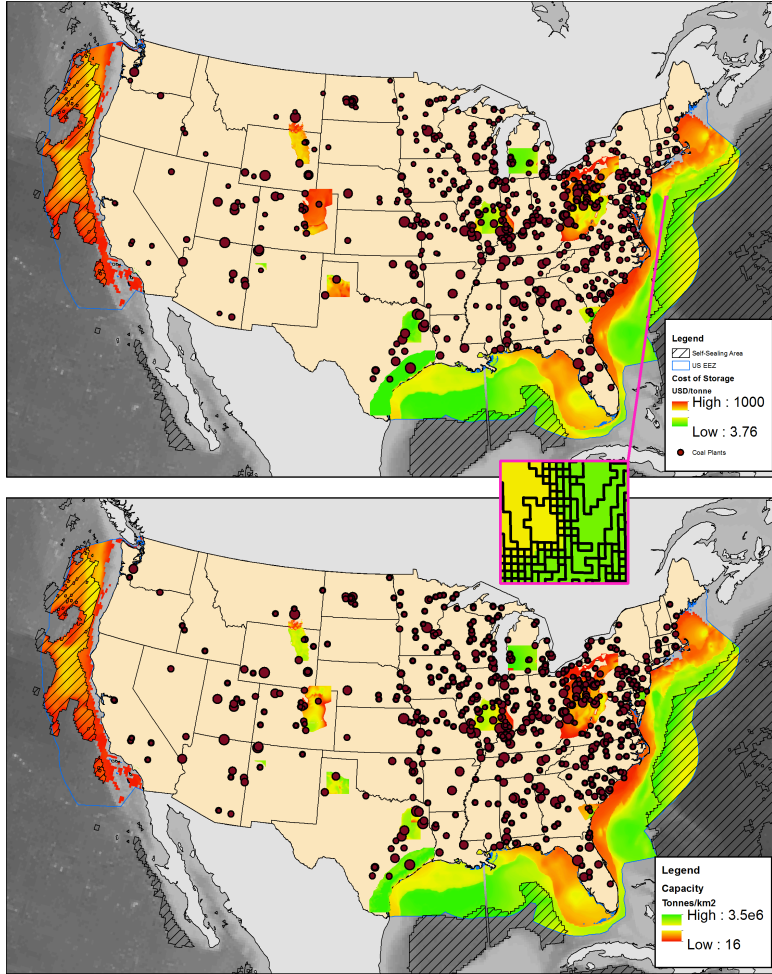 Legend
Self-Sealing Area
US EEZ
Cost of Storage
USD/tonne
High : 1000
Low : 3.76
Coal Plants
Legend
Capacity
Tonnes/km2
High : 3.5e6
Low : 16